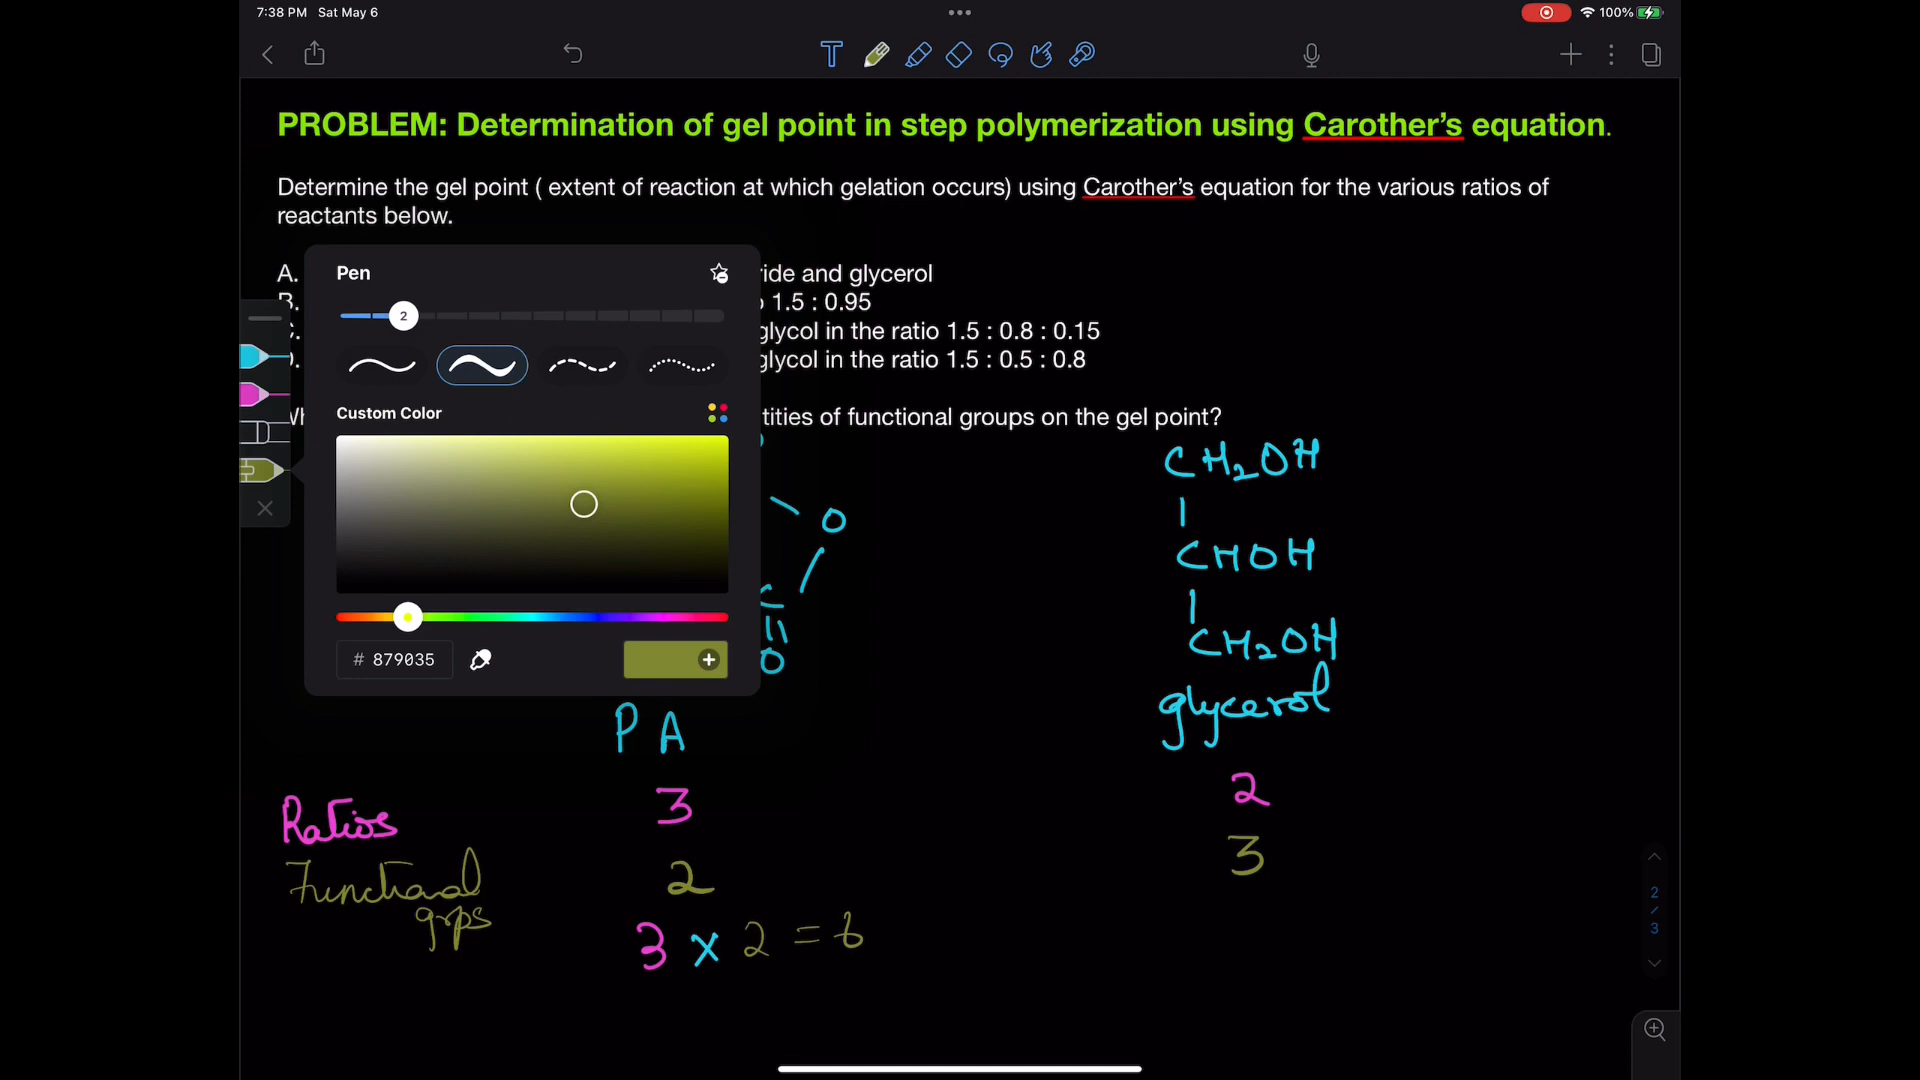 7:38 PM Sat May 6
100%
PROBLEM: Determination of gel point in step polymerization using Carother's equation.
Determine the gel point ( extent of reaction at which gelation occurs) using Carother's equation for the various ratios of
reactants below.
A. ride and glycerol
B. 1.5 : 0.95
glycol in the ratio 1.5 : 0.8 : 0.15
glycol in the ratio 1.5 : 0.5 : 0.8
tities of functional groups on the gel point?
Pen
2
Custom Color
# 879035
O
C
O
CH2OH
CHOH
CH2OH
glycerol
PA
Ratios 3 2
Functional grps 2 3
3 x 2 = 6
2
/
3